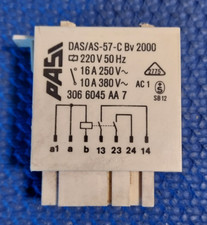 PASI
DAS/AS-57-C Bv 2000
220 V 50 Hz
16 A 250 V~
10 A 380 V~
AC 1
306 6045 AA 7
SB12
a1 a b 13 23 24 14